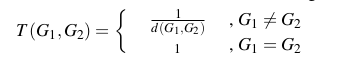 T(G₁,G₂) = { 1/d(G₁,G₂) , G₁ ≠ G₂
1 , G₁ = G₂